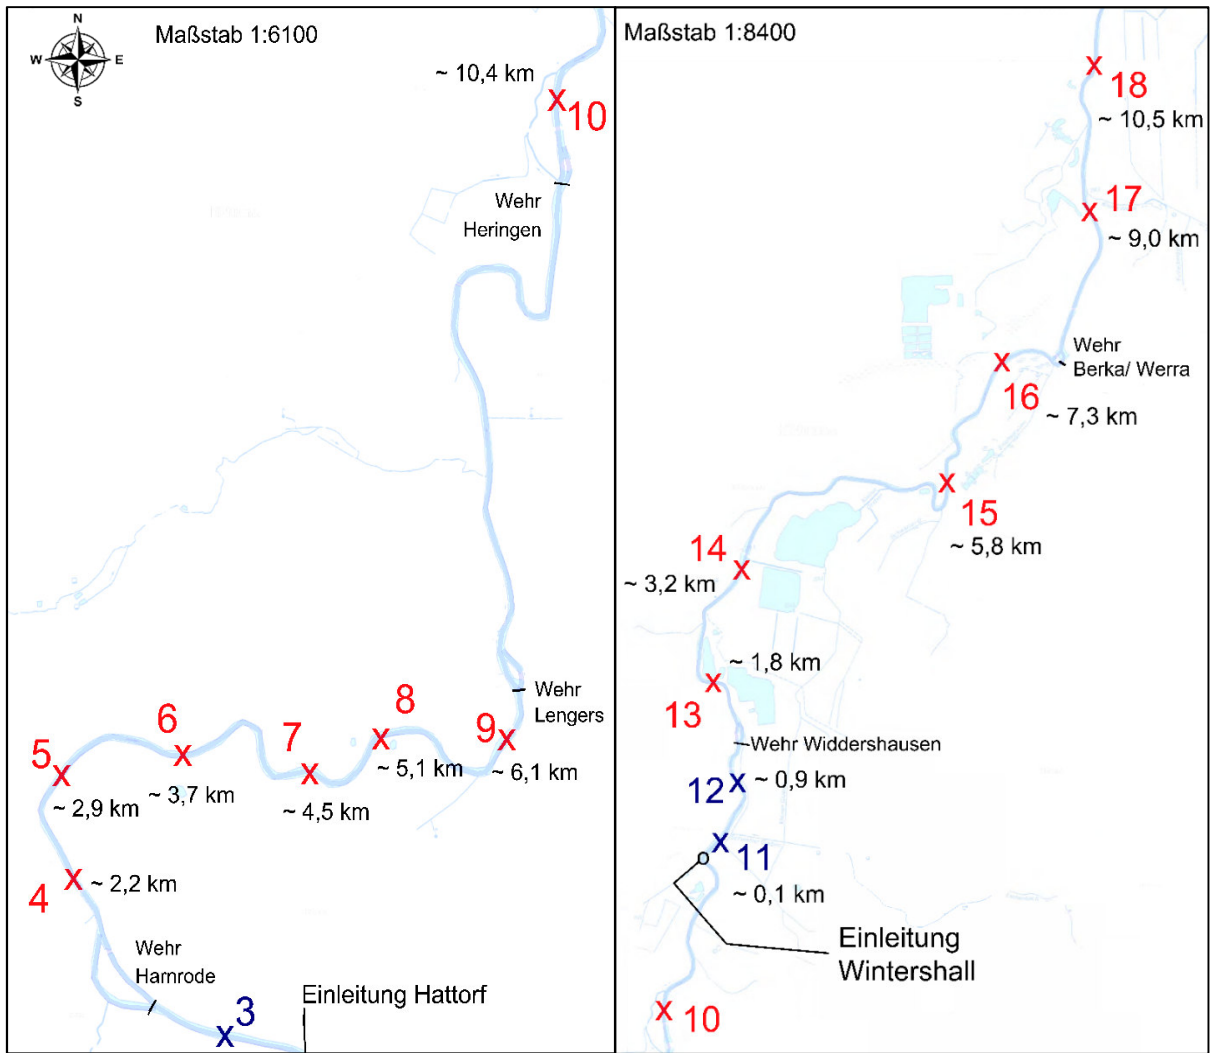 N
W E
S
Maßstab 1:6100
~ 10,4 km
10
Wehr
Heringen
Wehr
Lengers
8
9
7
6
5
~ 5,1 km
~ 6,1 km
~ 4,5 km
~ 3,7 km
~ 2,9 km
4
~ 2,2 km
Wehr
Hamrode
3
Einleitung Hattorf
Maßstab 1:8400
18
~ 10,5 km
17
~ 9,0 km
Wehr
Berka/ Werra
16
~ 7,3 km
15
~ 5,8 km
14
~ 3,2 km
~ 1,8 km
13
Wehr Widdershausen
12
~ 0,9 km
11
~ 0,1 km
Einleitung
Wintershall
10